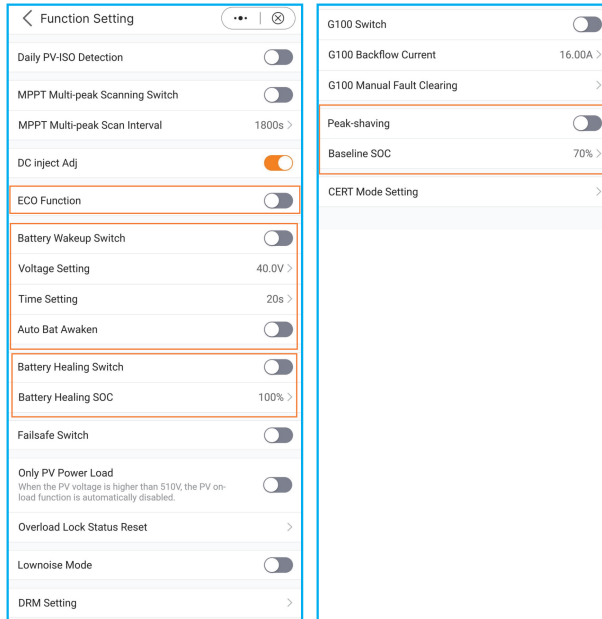 Function Setting
Daily PV-ISO Detection
MPPT Multi-peak Scanning Switch
MPPT Multi-peak Scan Interval 1800s
DC inject Adj
ECO Function
Battery Wakeup Switch
Voltage Setting 40.0V
Time Setting 20s
Auto Bat Awaken
Battery Healing Switch
Battery Healing SOC 100%
Failsafe Switch
Only PV Power Load
When the PV voltage is higher than 510V, the PV on-
load function is automatically disabled.
Overload Lock Status Reset
Lownoise Mode
DRM Setting
G100 Switch
G100 Backflow Current 16.00A
G100 Manual Fault Clearing
Peak-shaving
Baseline SOC 70%
CERT Mode Setting